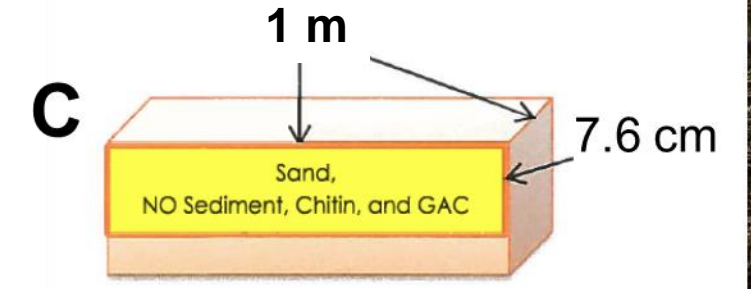 1 m
C
7.6 cm
Sand,
NO Sediment, Chitin, and GAC